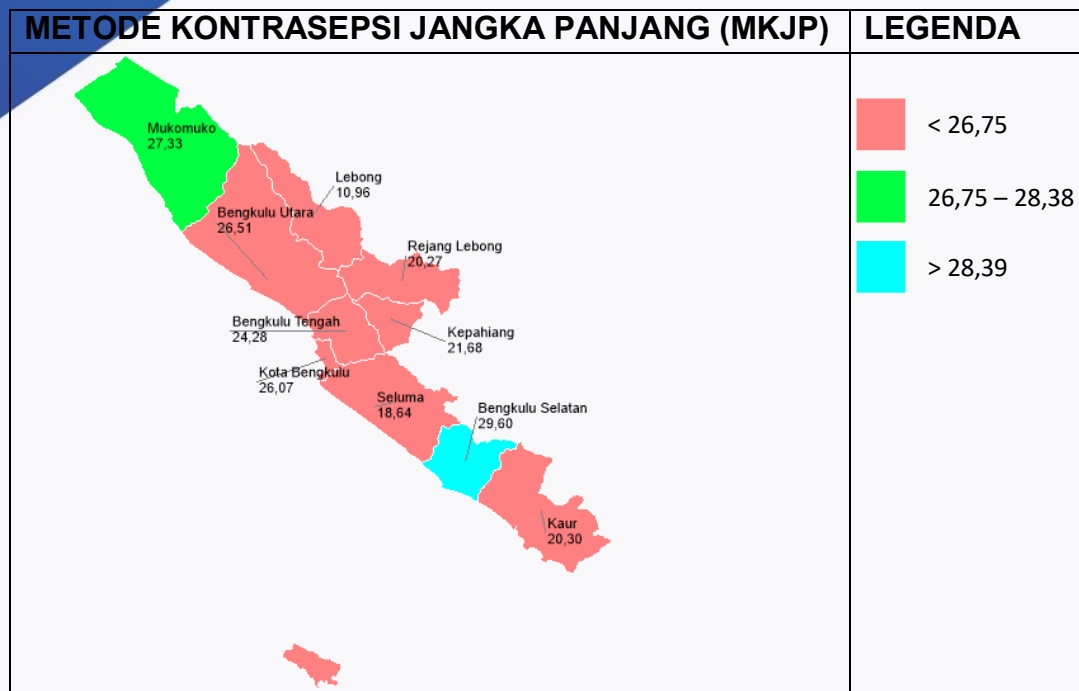 METODE KONTRASEPSI JANGKA PANJANG (MKJP)
LEGENDA
Mukomuko
27,33
Lebong
10,96
Bengkulu Utara
26,51
Rejang Lebong
20,27
Bengkulu Tengah
24,28
Kepahiang
21,68
Kota Bengkulu
26,07
Seluma
18,64
Bengkulu Selatan
29,60
Kaur
20,30
< 26,75
26,75 – 28,38
> 28,39